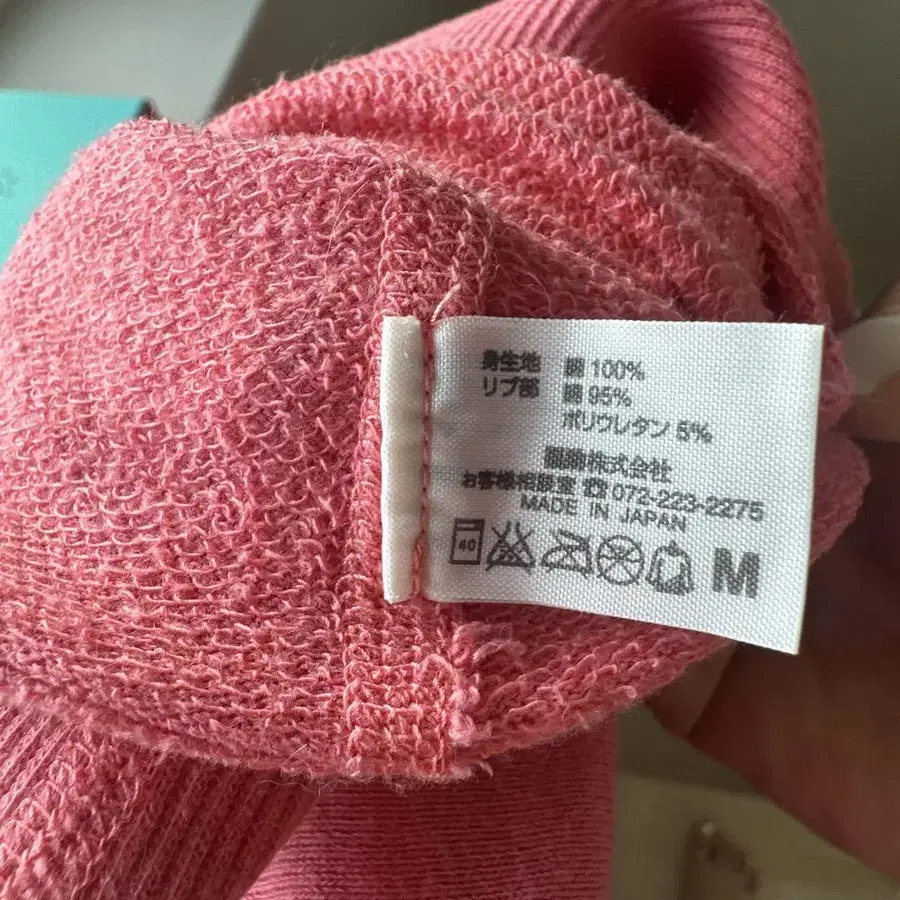 身生地 綿 100%
リブ部 綿 95%
ポリウレタン 5%
株式会社
お客様相談室 ☎ 072-223-2275
MADE IN JAPAN
40 M